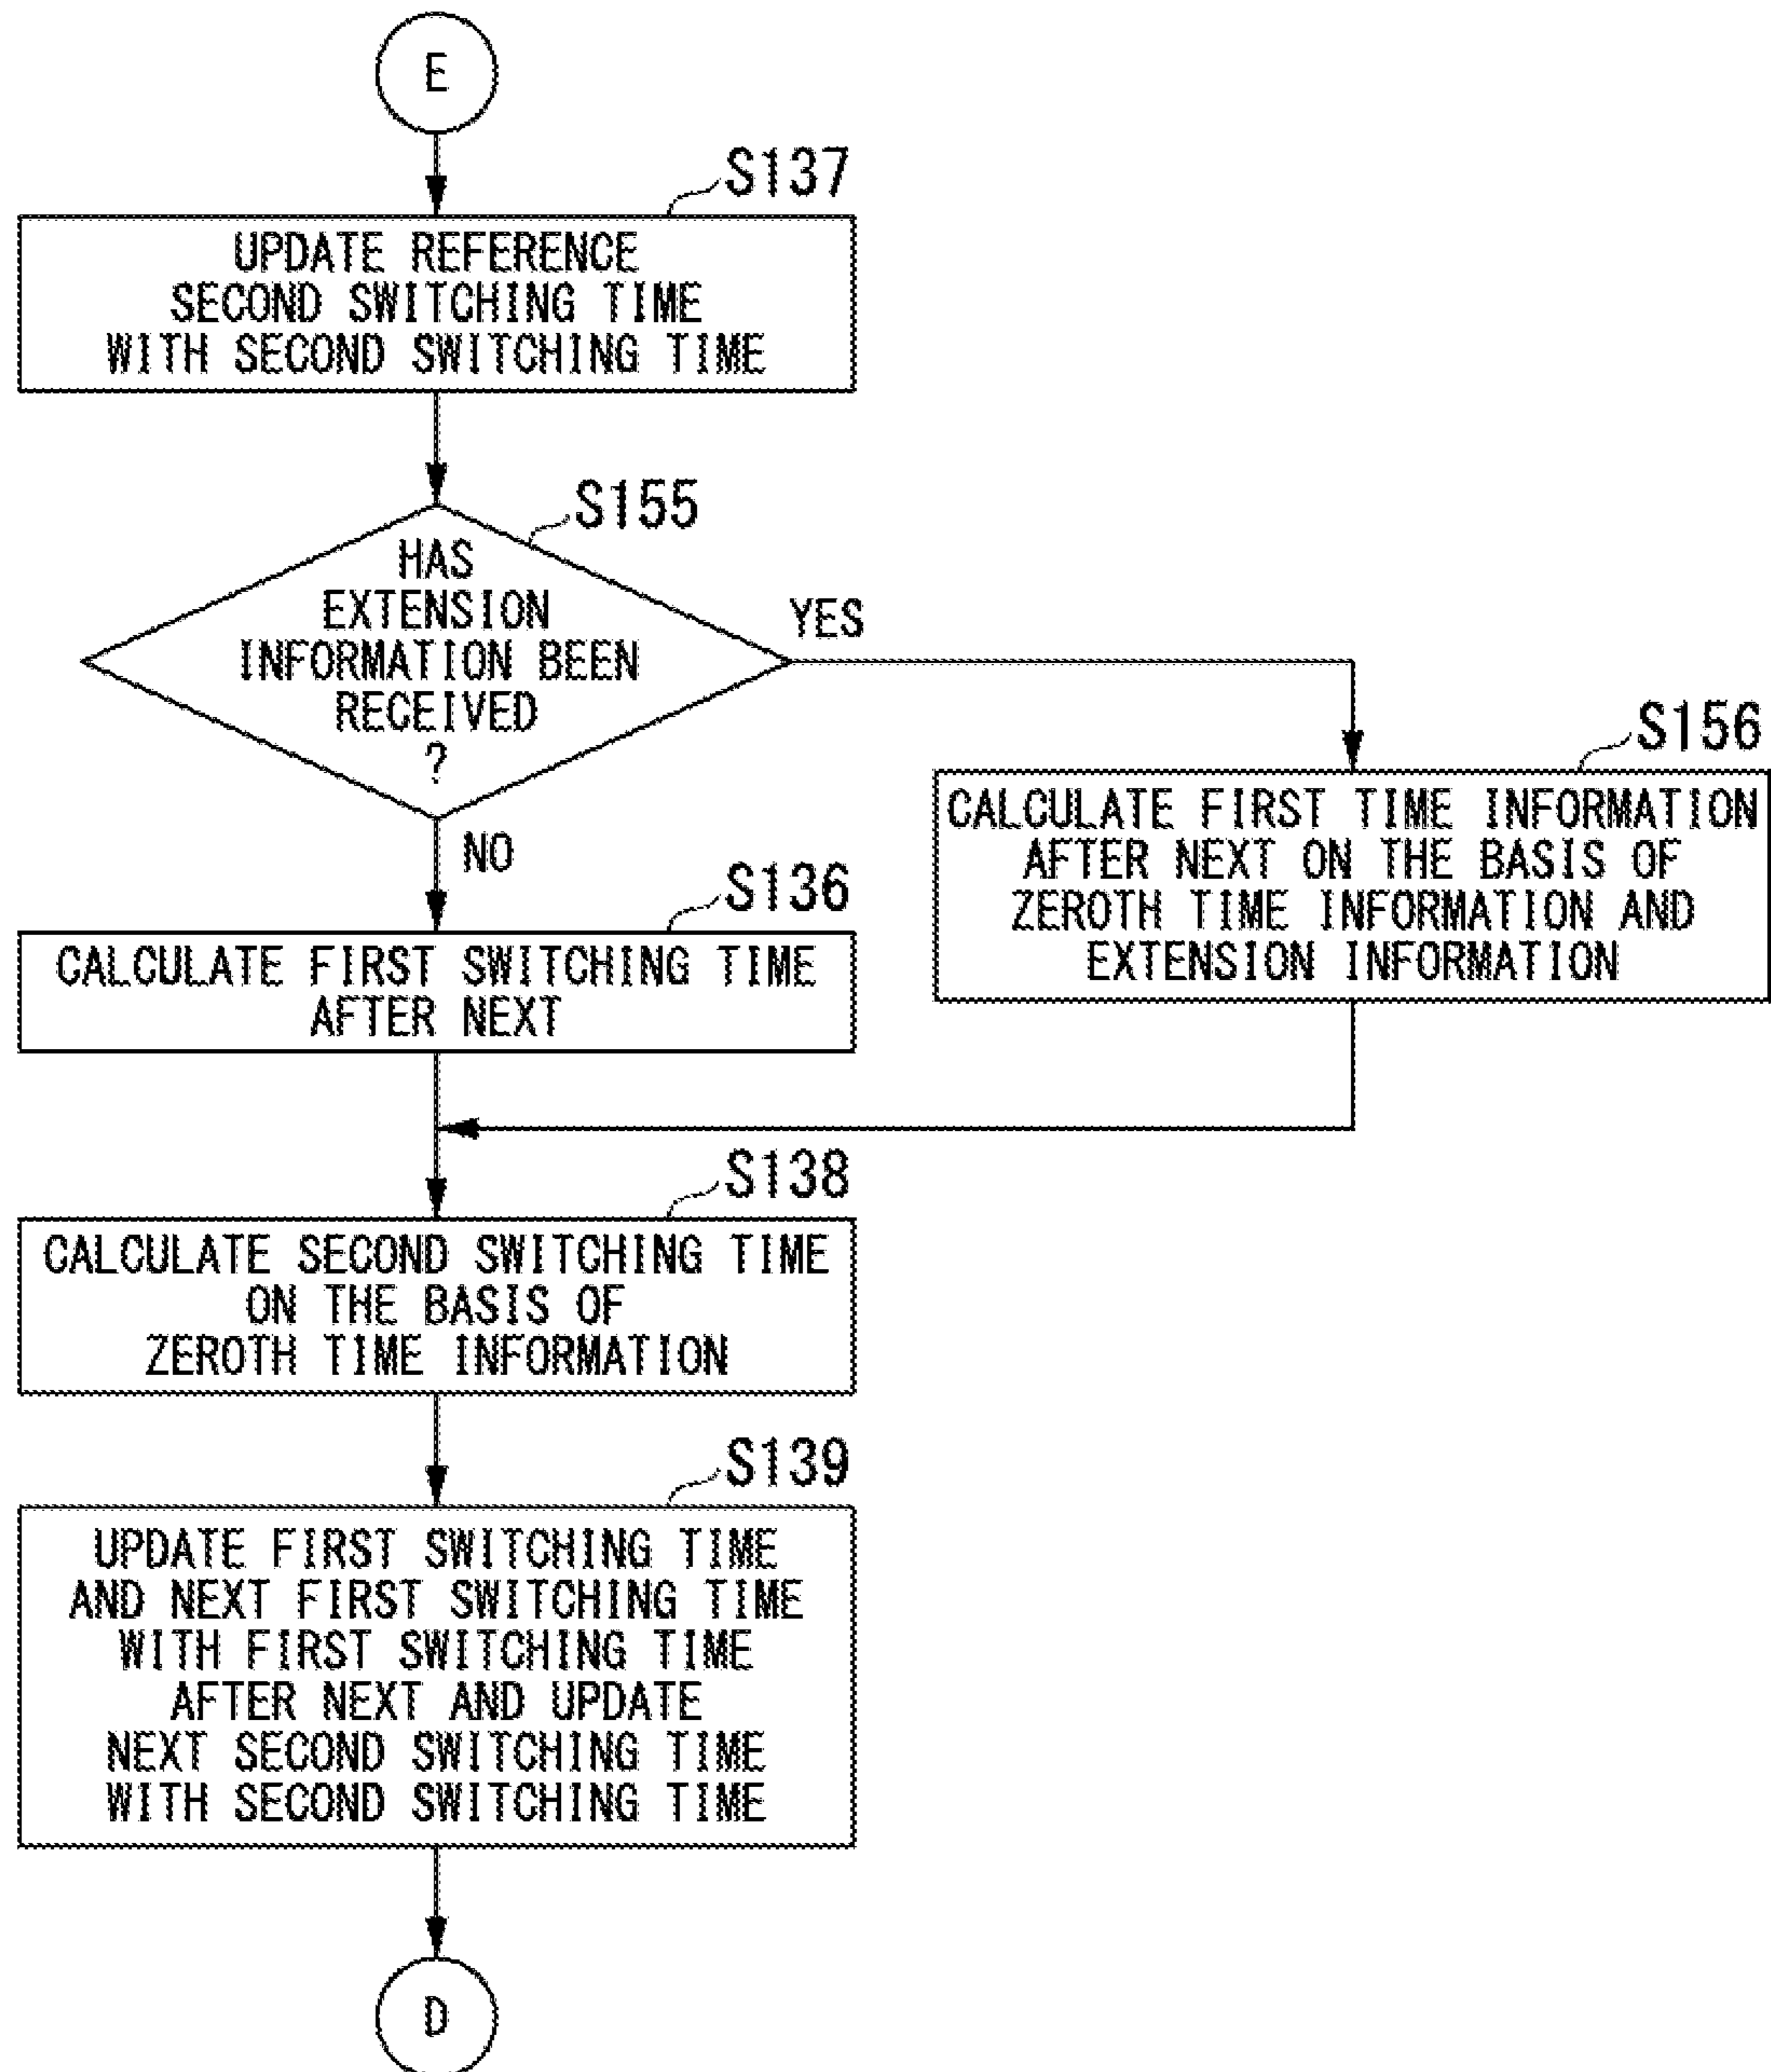 E
S137
UPDATE REFERENCE
SECOND SWITCHING TIME
WITH SECOND SWITCHING TIME
S155
HAS
EXTENSION
INFORMATION BEEN
RECEIVED
?
YES
NO
S156
CALCULATE FIRST TIME INFORMATION
AFTER NEXT ON THE BASIS OF
ZEROTH TIME INFORMATION AND
EXTENSION INFORMATION
S136
CALCULATE FIRST SWITCHING TIME
AFTER NEXT
S138
CALCULATE SECOND SWITCHING TIME
ON THE BASIS OF
ZEROTH TIME INFORMATION
S139
UPDATE FIRST SWITCHING TIME
AND NEXT FIRST SWITCHING TIME
WITH FIRST SWITCHING TIME
AFTER NEXT AND UPDATE
NEXT SECOND SWITCHING TIME
WITH SECOND SWITCHING TIME
D